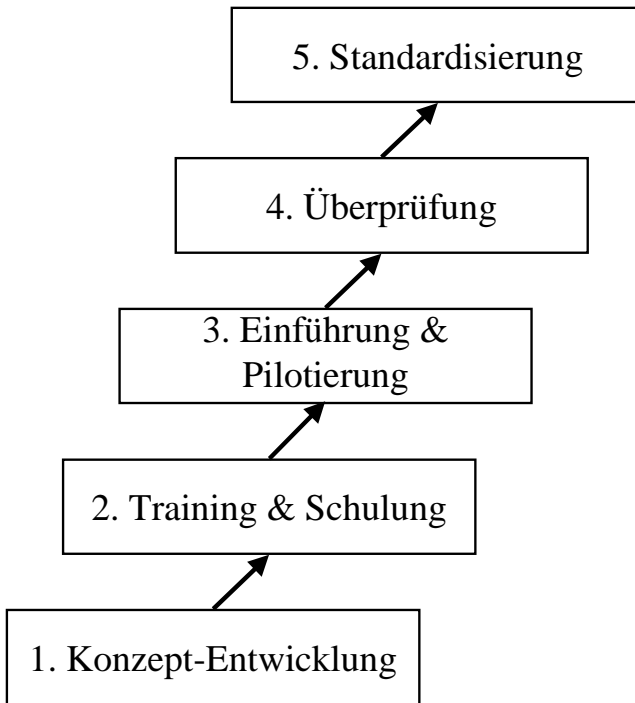 5. Standardisierung
4. Überprüfung
3. Einführung &
Pilotierung
2. Training & Schulung
1. Konzept-Entwicklung